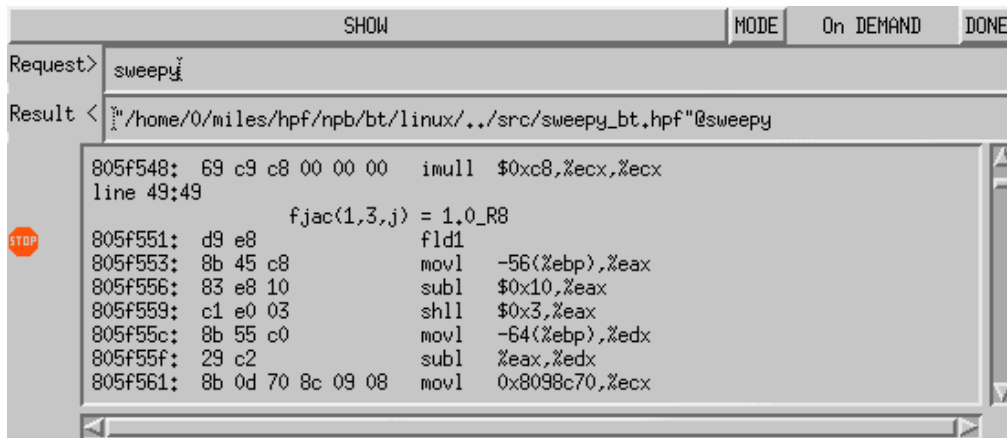 SHOW MODE On DEMAND DONE
Request> sweepy
Result < "/home/0/miles/hpf/npb/bt/linux/../src/sweepy_bt.hpf"@sweepy
805f548: 69 c9 c8 00 00 00 imull $0xc8,%ecx,%ecx
line 49:49
fjac(1,3,j) = 1.0_R8
STOP 805f551: d9 e8 fld1
805f553: 8b 45 c8 movl -56(%ebp),%eax
805f556: 83 e8 10 subl $0x10,%eax
805f559: c1 e0 03 shll $0x3,%eax
805f55c: 8b 55 c0 movl -64(%ebp),%edx
805f55f: 29 c2 subl %eax,%edx
805f561: 8b 0d 70 8c 09 08 movl 0x8098c70,%ecx